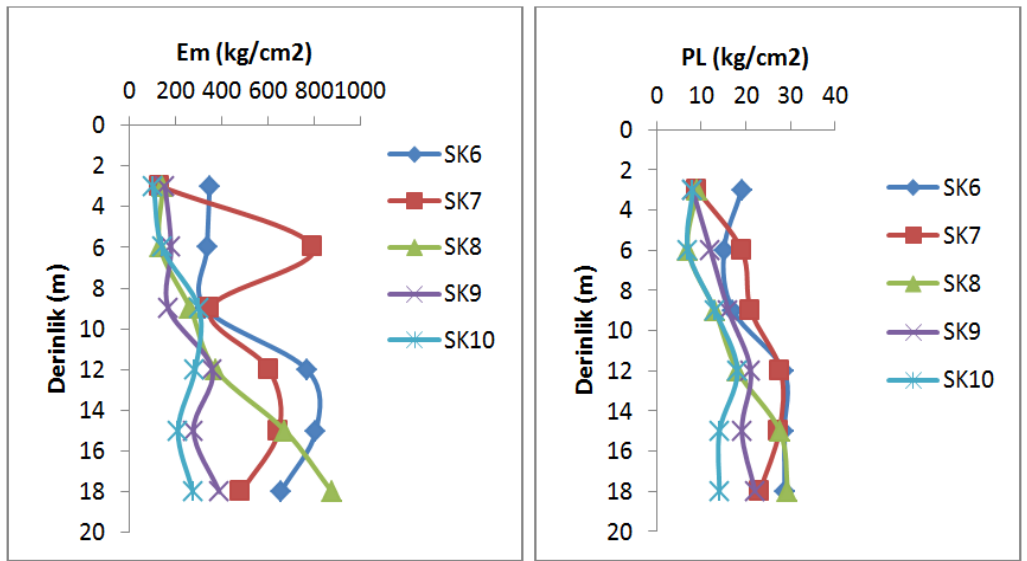 Em (kg/cm2)
0 200 400 600 8001000
0
2
4
6
8
10
12
14
16
18
20
Derinlik (m)
SK6
SK7
SK8
SK9
SK10
PL (kg/cm2)
0 10 20 30 40
0
2
4
6
8
10
12
14
16
18
20
Derinlik (m)
SK6
SK7
SK8
SK9
SK10